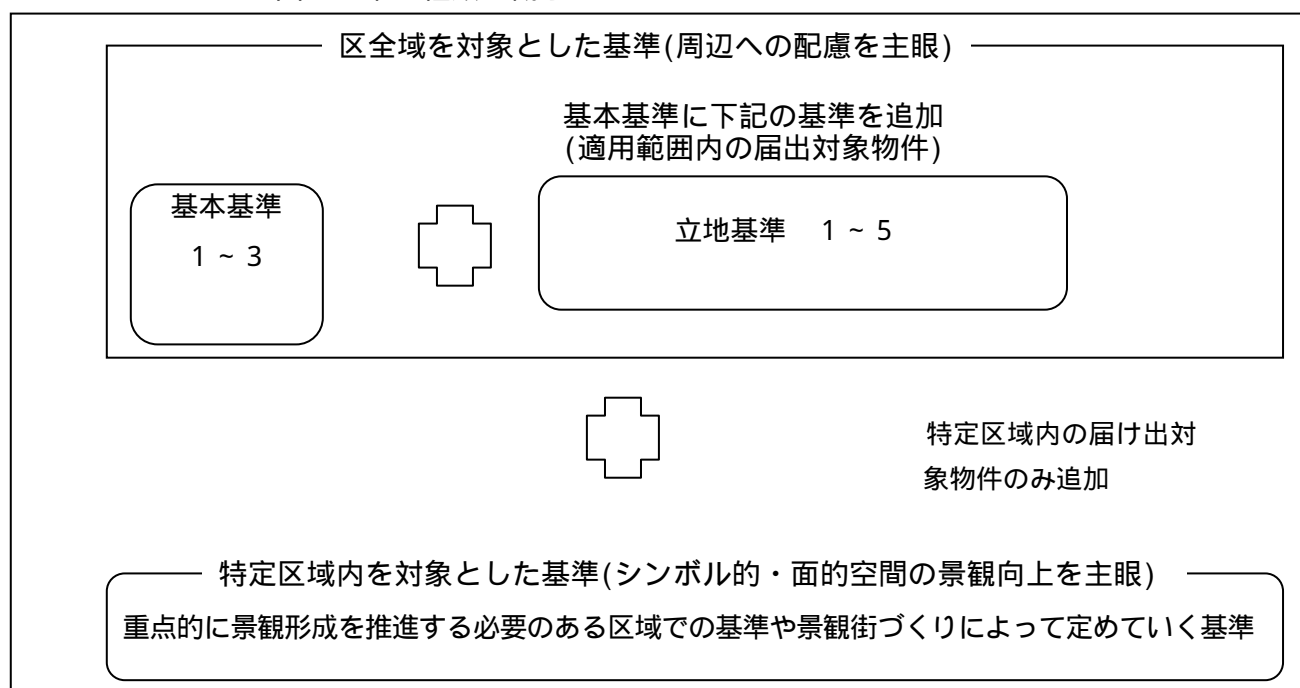 区全域を対象とした基準(周辺への配慮を主眼)
基本基準に下記の基準を追加
(適用範囲内の届出対象物件)
基本基準
1 ~ 3
立地基準 1 ~ 5
特定区域内の届け出対
象物件のみ追加
特定区域内を対象とした基準(シンボル的・面的空間の景観向上を主眼)
重点的に景観形成を推進する必要のある区域での基準や景観街づくりによって定めていく基準